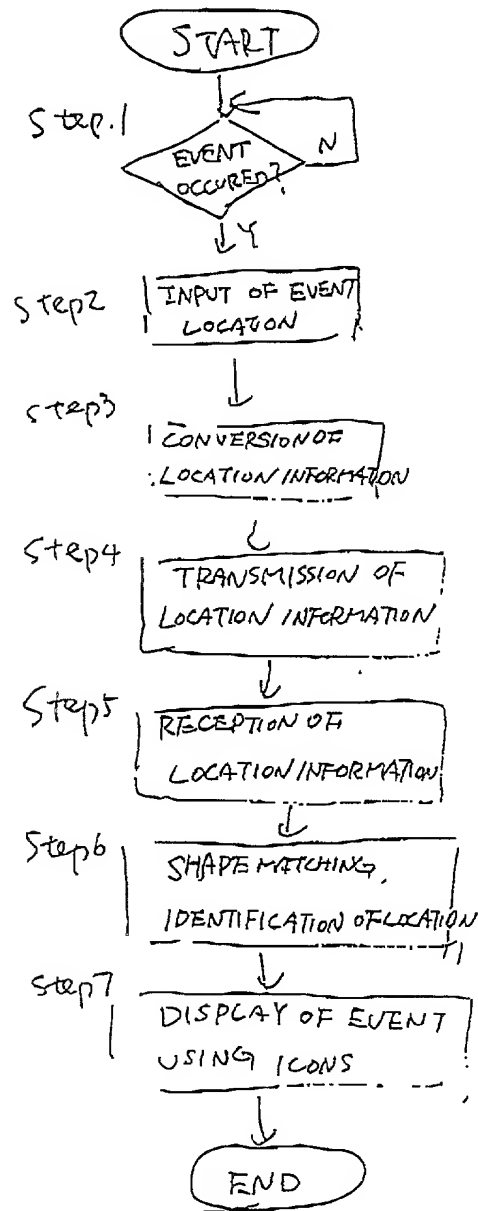 START
Step.1
EVENT
OCCURED?
N
Y
Step2
INPUT OF EVENT
LOCATION
Step3
CONVERSION OF
LOCATION INFORMATION
Step4
TRANSMISSION OF
LOCATION INFORMATION
Step5
RECEPTION OF
LOCATION INFORMATION
Step6
SHAPE MATCHING,
IDENTIFICATION OF LOCATION
Step7
DISPLAY OF EVENT
USING ICONS
END